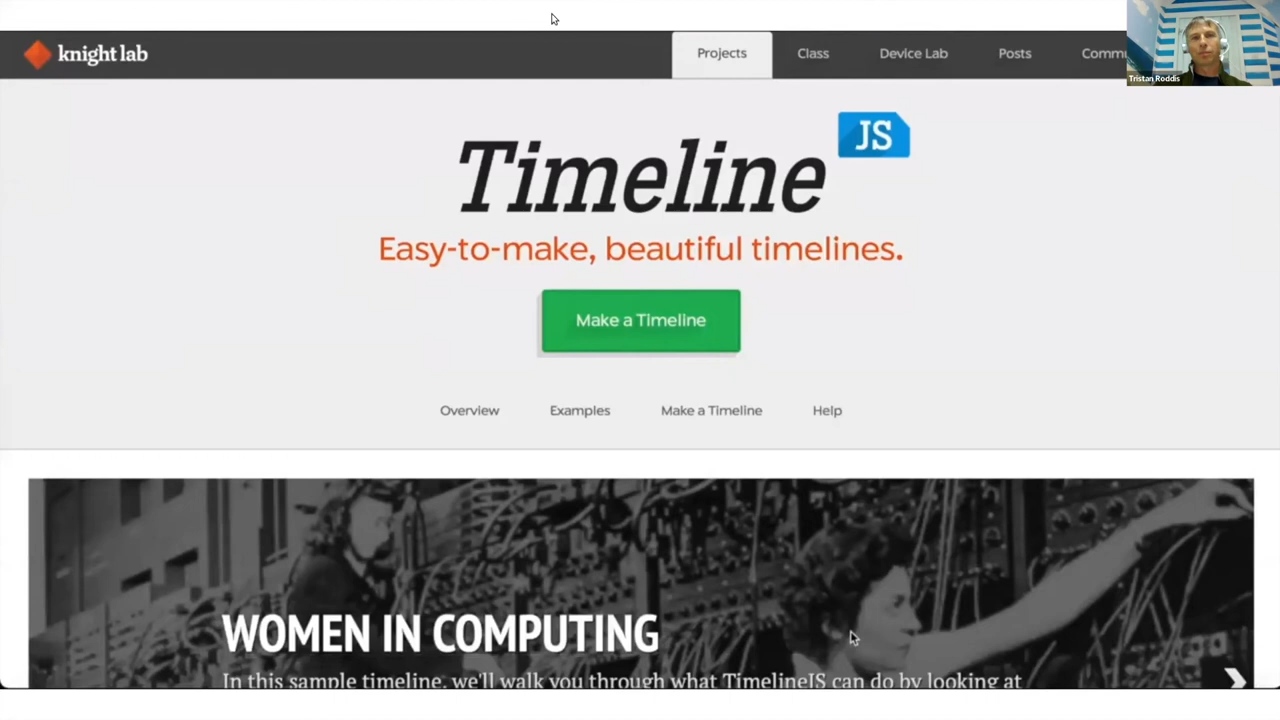 knight lab
Projects
Class
Device Lab
Posts
Comm
Tristan Roddis
Timeline
JS
Easy-to-make, beautiful timelines.
Make a Timeline
Overview
Examples
Make a Timeline
Help
WOMEN IN COMPUTING
In this sample timeline, we'll walk you through what TimelineJS can do by looking at